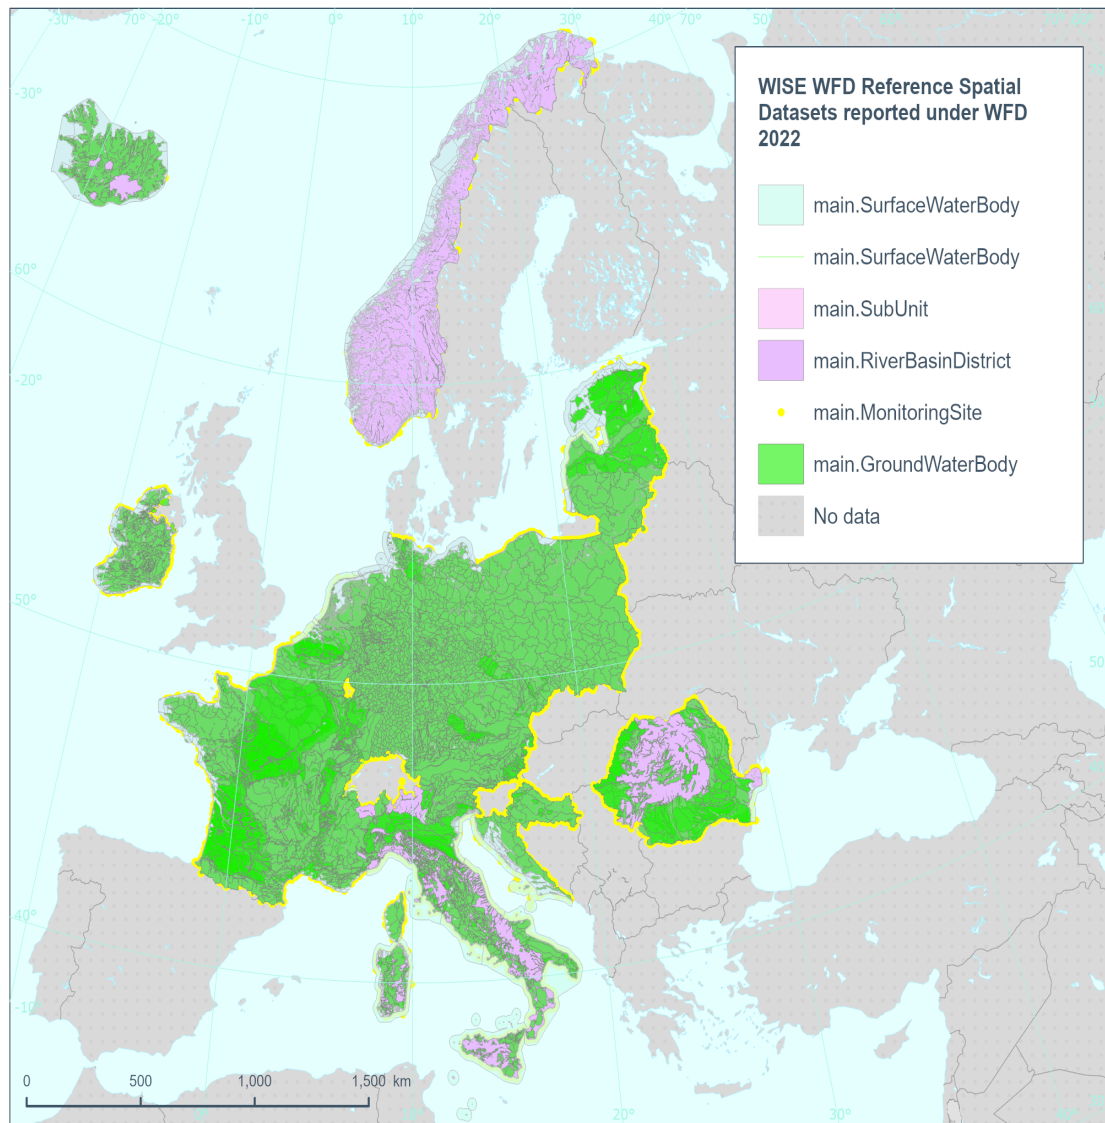 -30° 70° -20° 0° 10° 20° 30° 40° 70° 50°
-30°
60°
-20°
50°
40°
-10°
WISE WFD Reference Spatial
Datasets reported under WFD
2022
main.SurfaceWaterBody
main.SurfaceWaterBody
main.SubUnit
main.RiverBasinDistrict
main.MonitoringSite
main.GroundWaterBody
No data
50°
40°
0 500 1,000 1,500 km
10° 20° 30°